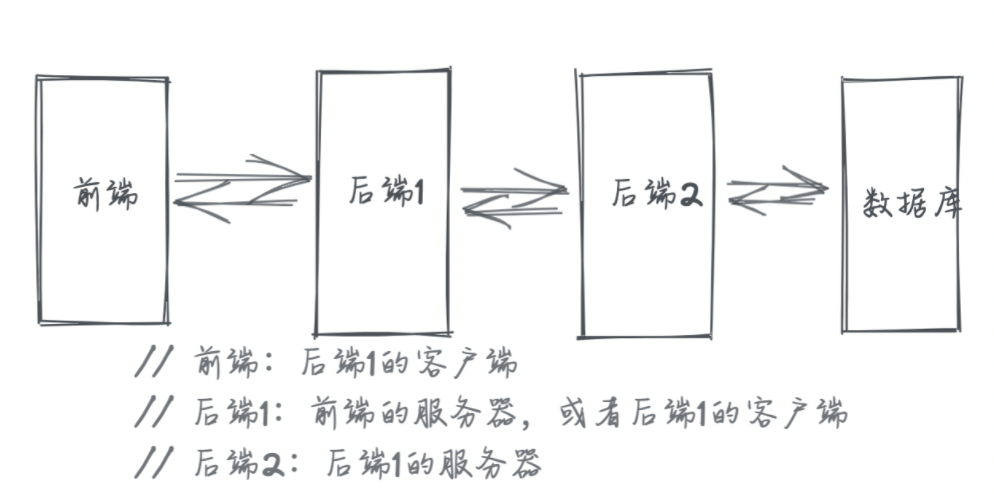 前端
后端1
后端2
数据库
// 前端：后端1的客户端
// 后端1：前端的服务器，或者后端1的客户端
// 后端2：后端1的服务器